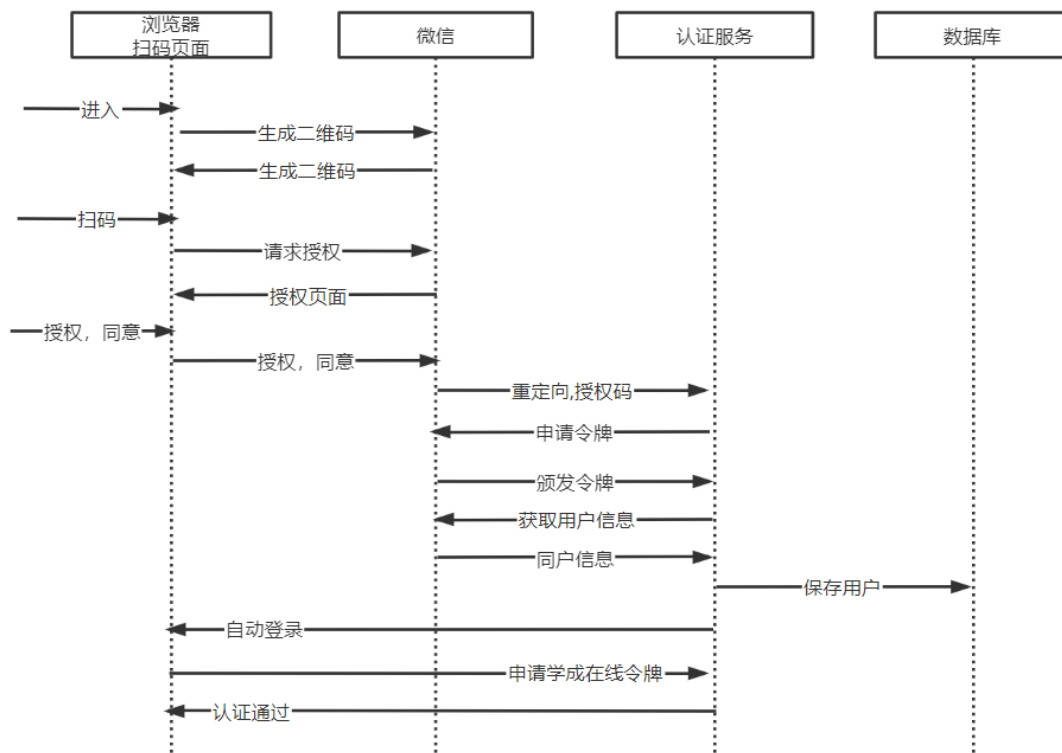 浏览器
扫码页面
微信
认证服务
数据库
进入
生成二维码
生成二维码
扫码
请求授权
授权页面
授权，同意
授权，同意
重定向,授权码
申请令牌
颁发令牌
获取用户信息
同户信息
保存用户
自动登录
申请学成在线令牌
认证通过